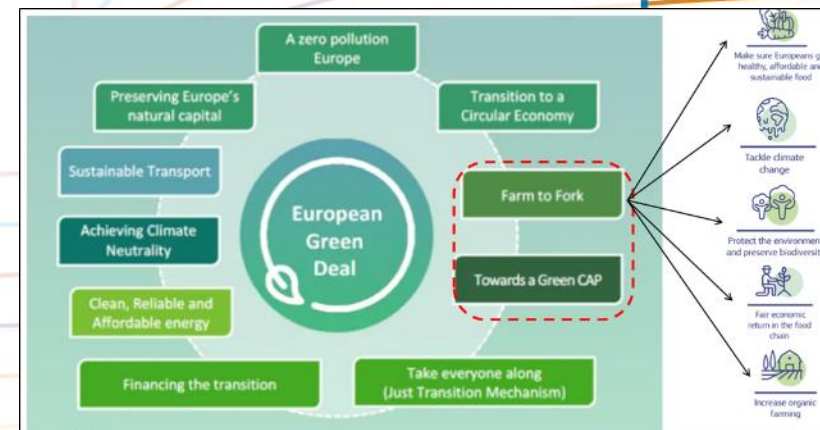 A zero pollution
Europe
Preserving Europe's
natural capital
Transition to a
Circular Economy
Sustainable Transport
Farm to Fork
European
Green
Deal
Achieving Climate
Neutrality
Towards a Green CAP
Clean, Reliable and
Affordable energy
Financing the transition
Take everyone along
(Just Transition Mechanism)
Make sure Europeans g
healthy, affordable an
sustainable food
Tackle climate
change
Protect the environmen
and preserve biodiversit
Fair economic
return in the food
chain
Increase organic
farming